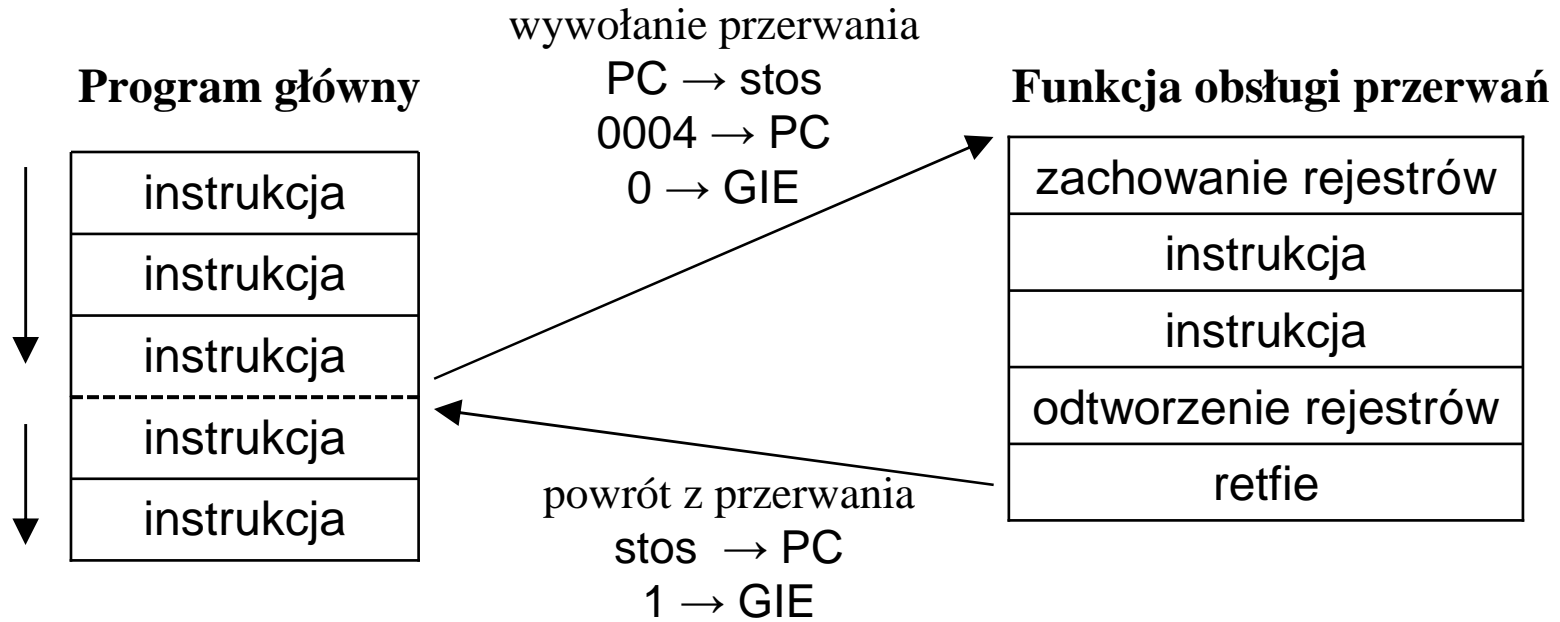 wywołanie przerwania
PC → stos
0004 → PC
0 → GIE
Program główny
instrukcja
instrukcja
instrukcja
instrukcja
instrukcja
Funkcja obsługi przerwań
zachowanie rejestrów
instrukcja
instrukcja
odtworzenie rejestrów
retfie
powrót z przerwania
stos → PC
1 → GIE